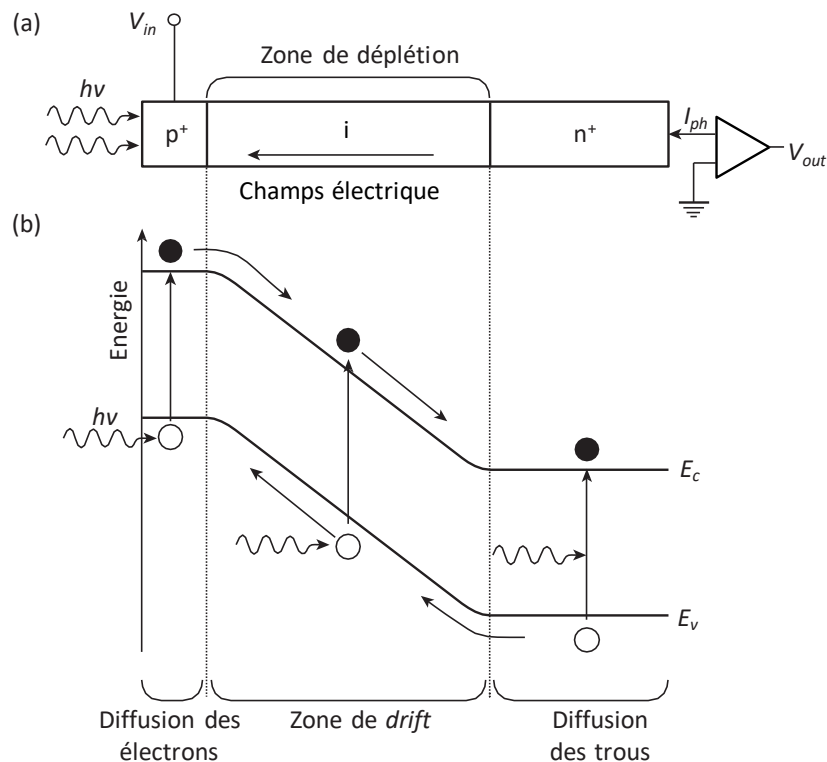 (a)
V_in
Zone de déplétion
hν
p⁺
i
n⁺
I_ph
V_out
Champs électrique
(b)
Energie
hν
E_c
E_v
Diffusion des
électrons
Zone de drift
Diffusion
des trous